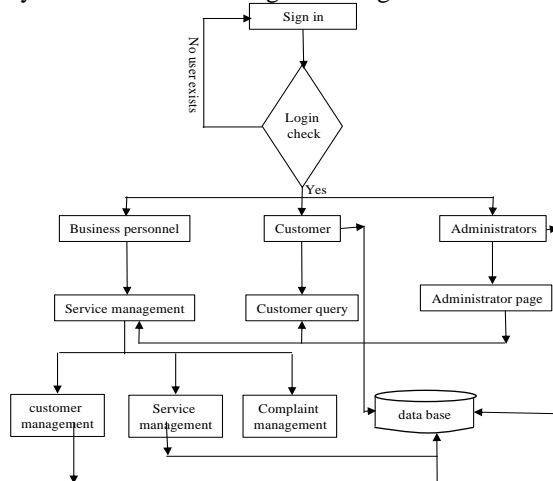 Sign in
No user exists
Login
check
Yes
Business personnel
Customer
Administrators
Service management
Customer query
Administrator page
customer
management
Service
management
Complaint
management
data base